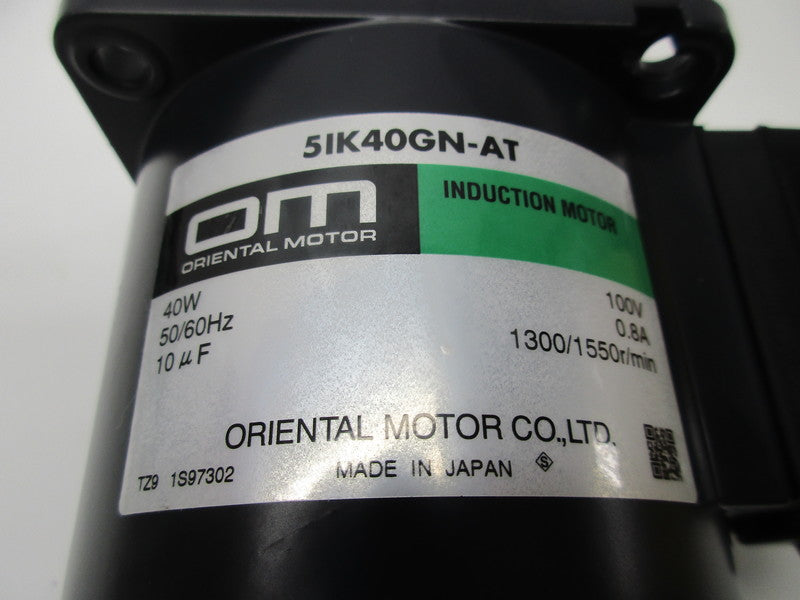 5IK40GN-AT
om
ORIENTAL MOTOR
INDUCTION MOTOR
40W
50/60Hz
10μF
100V
0.8A
1300/1550r/min
ORIENTAL MOTOR CO.,LTD.
TZ9 1S97302
MADE IN JAPAN
S